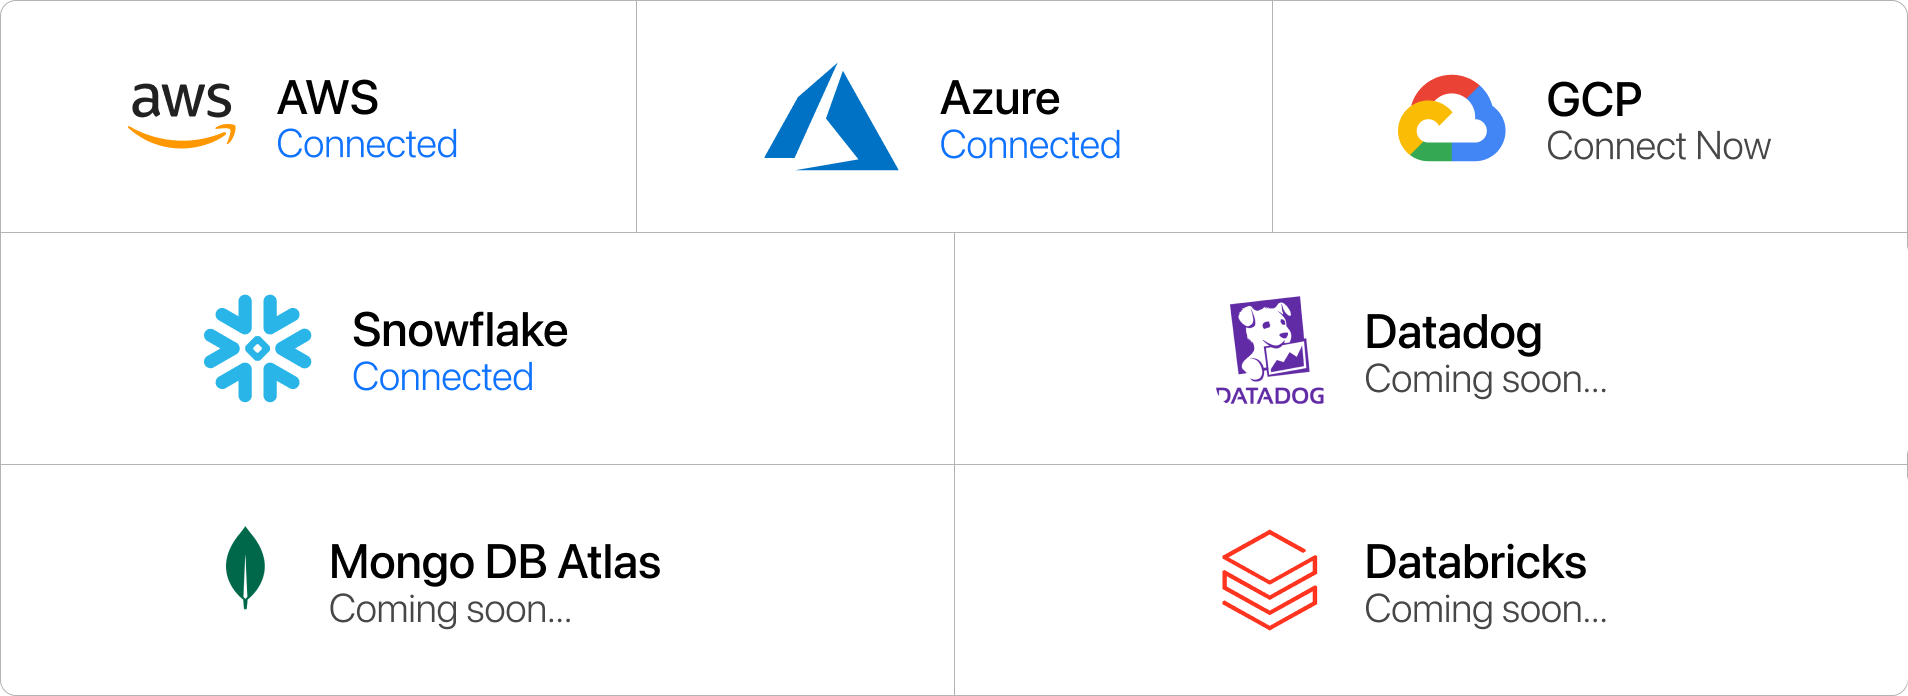 aws
AWS
Connected
Azure
Connected
GCP
Connect Now
Snowflake
Connected
DATADOG
Datadog
Coming soon...
Mongo DB Atlas
Coming soon...
Databricks
Coming soon...